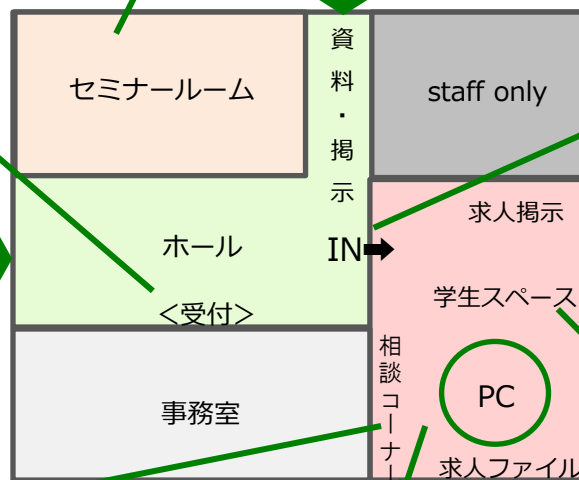 セミナールーム
資料・掲示
staff only
求人掲示
ホール
IN
学生スペース
<受付>
相談コーナー
PC
事務室
求人ファイル